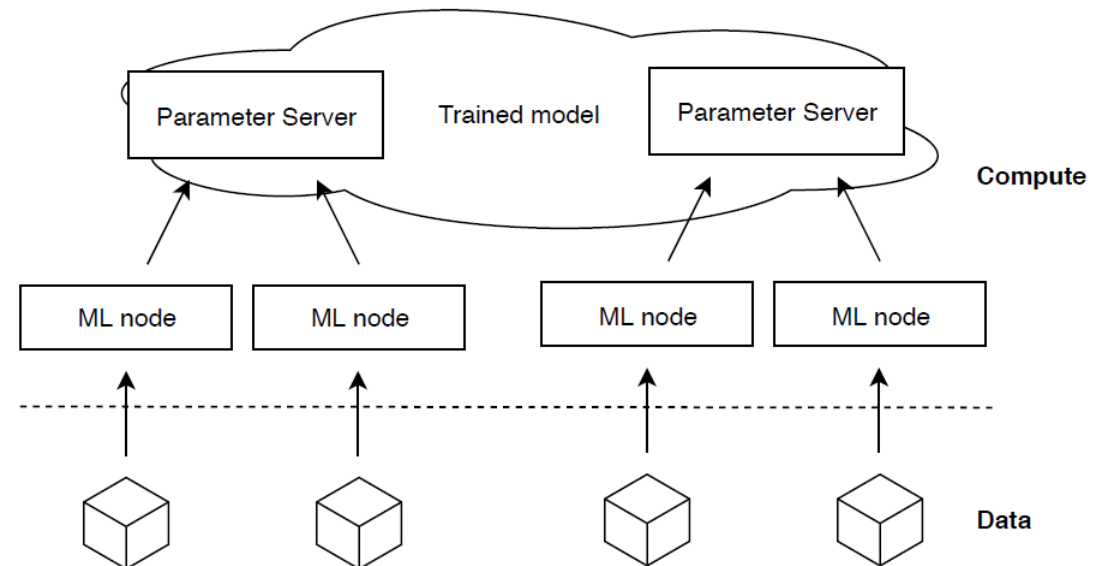 Parameter Server
Trained model
Parameter Server
Compute
ML node
ML node
ML node
ML node
Data